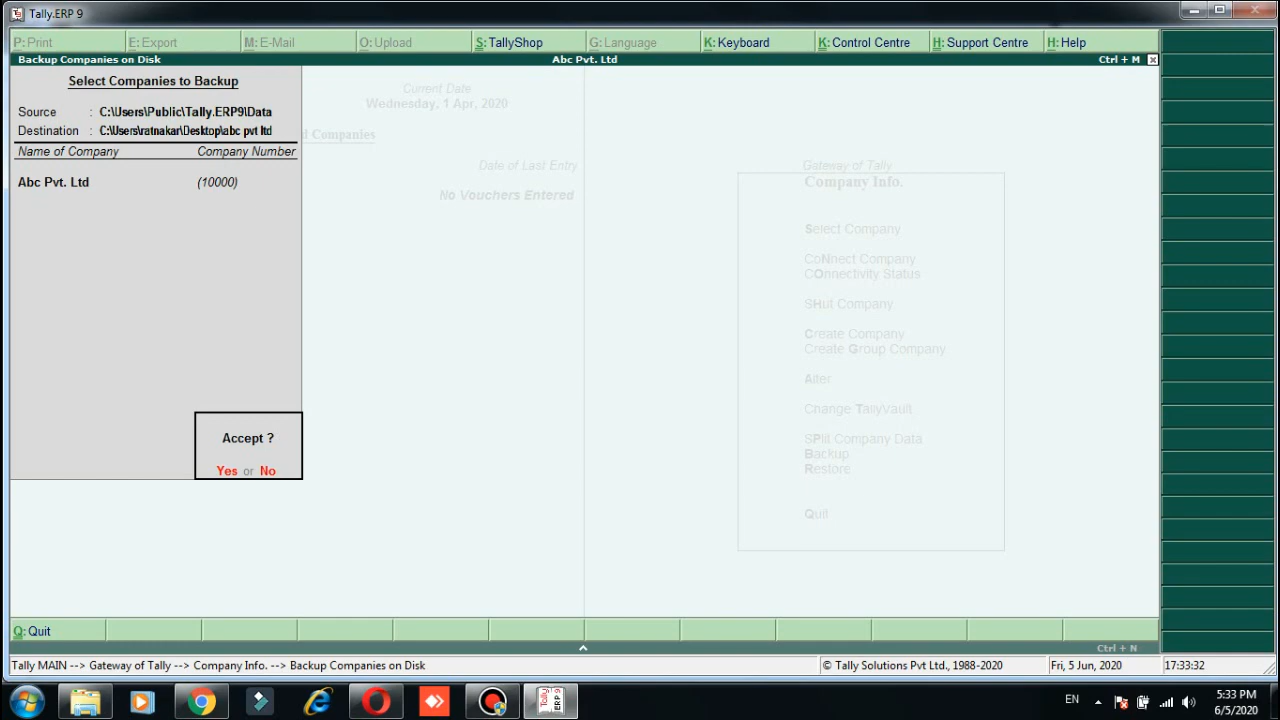 Tally.ERP 9
P: Print E: Export M: E-Mail O: Upload S: TallyShop G: Language K: Keyboard K: Control Centre H: Support Centre H: Help
Backup Companies on Disk Abc Pvt. Ltd Ctrl + M
Select Companies to Backup
Source : C:\Users\Public\Tally.ERP9\Data
Destination : C:\Users\ratnakar\Desktop\abc pvt ltd
Name of Company Company Number
Abc Pvt. Ltd (10000)
Accept ?
Yes or No
Current Date
Wednesday, 1 Apr, 2020
d Companies
Date of Last Entry
No Vouchers Entered
Gateway of Tally
Company Info.
Select Company
CoNnect Company
COnnectivity Status
SHut Company
Create Company
Create Group Company
Alter
Change TallyVault
SPlit Company Data
Backup
Restore
Quit
Q: Quit
Ctrl + N
Tally MAIN --> Gateway of Tally --> Company Info. --> Backup Companies on Disk © Tally Solutions Pvt Ltd., 1988-2020 Fri, 5 Jun, 2020 17:33:32
Tally ERP 9
EN
5:33 PM
6/5/2020